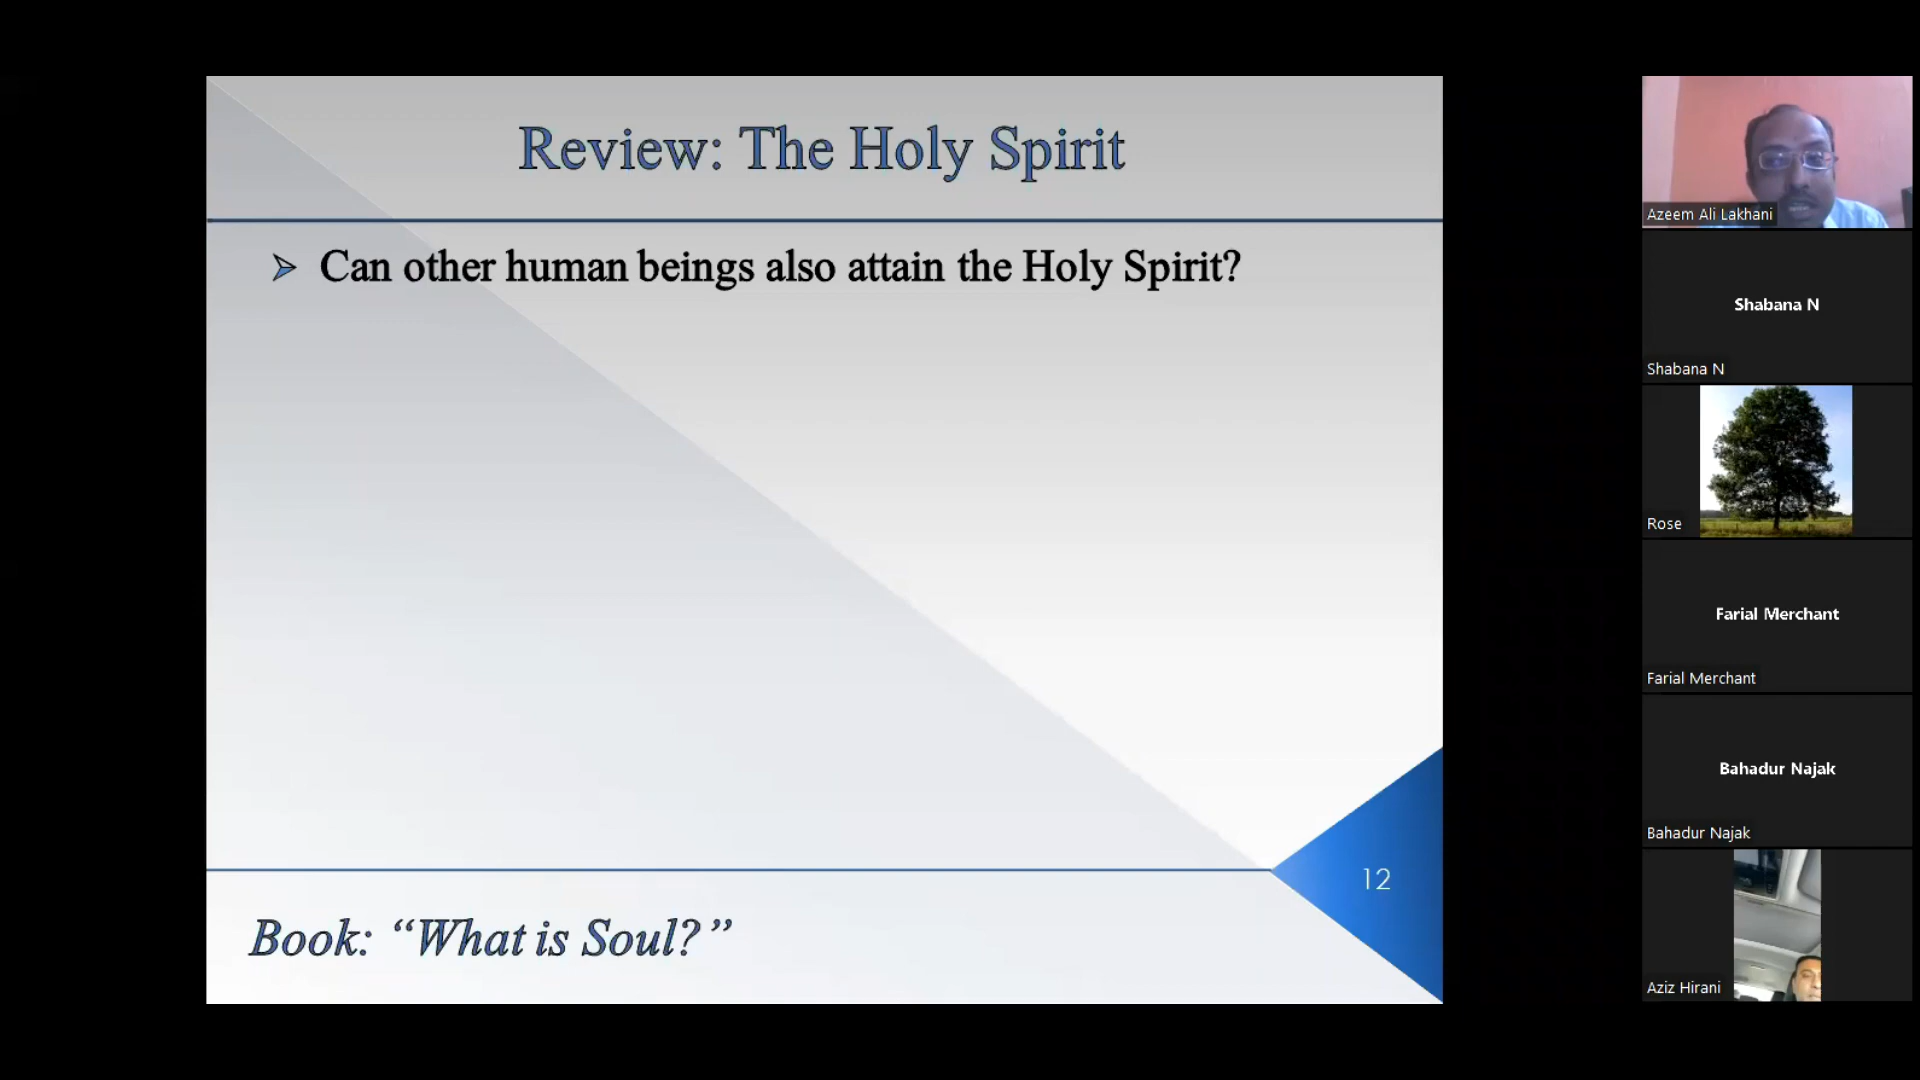 Review: The Holy Spirit
Can other human beings also attain the Holy Spirit?
12
Book: “What is Soul?”
Azeem Ali Lakhani
Shabana N
Shabana N
Rose
Farial Merchant
Farial Merchant
Bahadur Najak
Bahadur Najak
Aziz Hirani